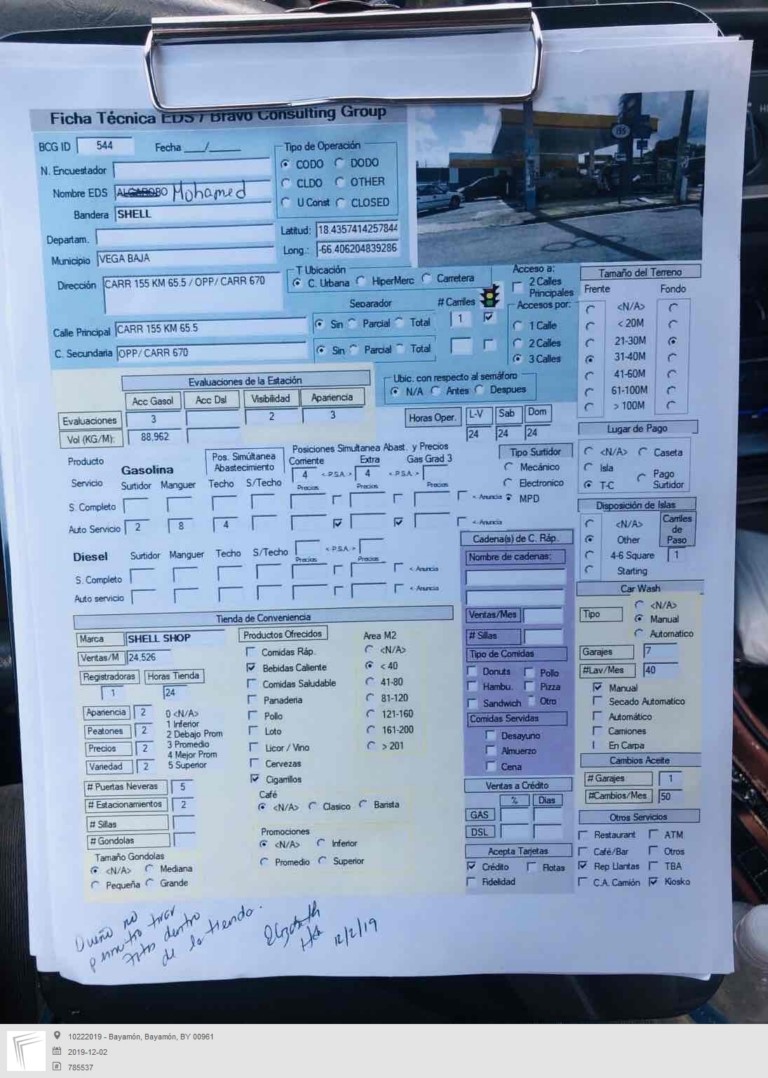 Ficha Técnica EDS / Bravo Consulting Group
BCG ID 544 Fecha __/__
N. Encuestador
Nombre EDS ALGAROBO Mohamed
Bandera SHELL
Departam.
Municipio VEGA BAJA
Tipo de Operación
CODO DODO
CLDO OTHER
U Const CLOSED
Latitud: 18.4357414257844
Long.: -66.406204839286
155
Dirección CARR 155 KM 65.5 / OPP/ CARR 670
Calle Principal CARR 155 KM 65.5
C. Secundaria OPP/ CARR 670
T Ubicación
C. Urbana HiperMerc Carretera
Separador # Carriles
Sin Parcial Total 1
Sin Parcial Total
Acceso a:
2 Calles Principales
Accesos por:
1 Calle
2 Calles
3 Calles
Tamaño del Terreno
Frente Fondo
<N/A>
< 20M
21-30M
31-40M
41-60M
61-100M
> 100M
Evaluaciones de la Estación
Acc Gasol Acc Dsl Visibilidad Apariencia
Evaluaciones 3 2 3
Vol (KG/M): 88,962
Ubic. con respecto al semáforo
N/A Antes Despues
Horas Oper. L-V Sab Dom
24 24 24
Lugar de Pago
<N/A> Caseta
Isla Pago Surtidor
T-C
Producto Gasolina
Servicio Surtidor Manguer
Pos. Simúltanea Abastecimiento
Techo S/Techo
Posiciones Simultanea Abast. y Precios
Corriente Extra Gas Grad 3
4 < .P.S.A.> 4 < .P.S.A.>
Precios Precios Precios
S. Completo < Anuncia
Auto Servicio 2 8 4 < Anuncia
Tipo Surtidor
Mecánico
Electronico
MPD
Disposición de Islas
<N/A>
Other
4-6 Square
Starting
Carriles de Paso
1
Diesel Surtidor Manguer Techo S/Techo < .P.S.A.>
Precios Precios
S. Completo < Anuncia
Auto servicio < Anuncia
Cadena(s) de C. Ráp.
Nombre de cadenas:
Ventas/Mes
# Sillas
Tipo de Comidas
Donuts Pollo
Hambu. Pizza
Sandwich Otro
Comidas Servidas
Desayuno
Almuerzo
Cena
Car Wash
Tipo <N/A>
Manual
Automatico
Garajes 7
#Lav/Mes 40
Manual
Secado Automatico
Automático
Camiones
En Carpa
Tienda de Conveniencia
Marca SHELL SHOP
Ventas/M 24,526
Registradoras Horas Tienda
1 24
Apariencia 2
Peatones 2
Precios 2
Variedad 2
0 <N/A>
1 Inferior
2 Debajo Prom
3 Promedio
4 Mejor Prom
5 Superior
# Puertas Neveras 5
# Estacionamientos 2
# Sillas
# Gondolas
Tamaño Gondolas
<N/A> Mediana
Pequeña Grande
Productos Ofrecidos
Comidas Ráp.
Bebidas Caliente
Comidas Saludable
Panaderia
Pollo
Loto
Licor / Vino
Cervezas
Cigarrillos
Café
<N/A> Clasico Barista
Promociones
<N/A> Inferior
Promedio Superior
Area M2
<N/A>
< 40
41-80
81-120
121-160
161-200
> 201
Ventas a Crédito
% Dias
GAS
DSL
Acepta Tarjetas
Crédito Flotas
Fidelidad
Cambios Aceite
# Garajes 1
#Cambios/Mes 50
Otros Servicios
Restaurant ATM
Café/Bar Otros
Rep Llantas TBA
C.A. Camión Kiosko
Dueño no
permitio tirar
fotos dentro
de la tienda.
12/2/19
10222019 - Bayamón, Bayamón, BY 00961
2019-12-02
785537